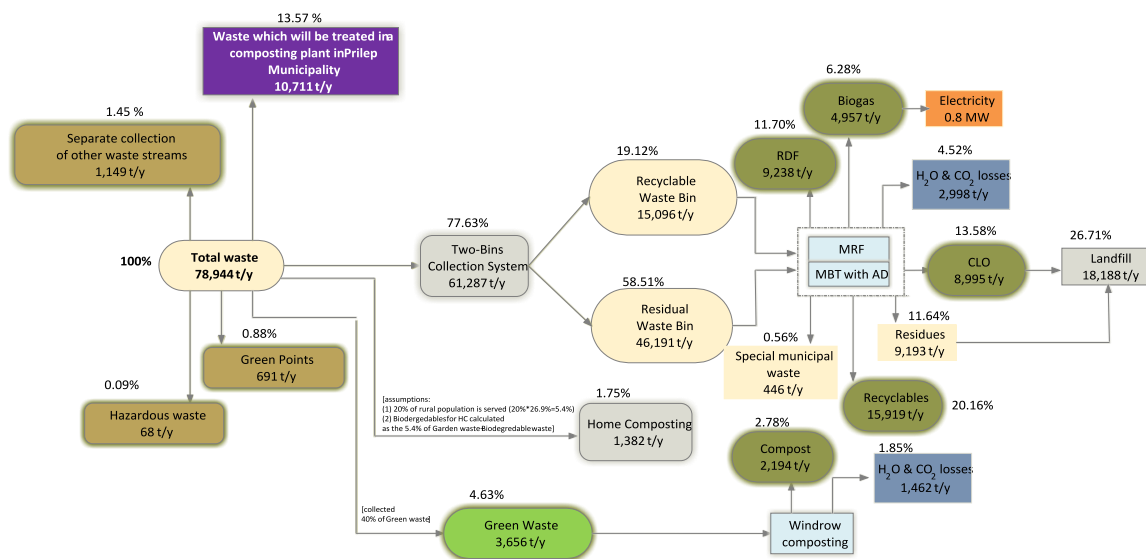 13.57 %
Waste which will be treated ina
composting plant inPrilep
Municipality
10,711 t/y
1.45 %
Separate collection
of other waste streams
1,149 t/y
100%
Total waste
78,944 t/y
0.88%
Green Points
691 t/y
0.09%
Hazardous waste
68 t/y
77.63%
Two-Bins
Collection System
61,287 t/y
19.12%
Recyclable
Waste Bin
15,096 t/y
58.51%
Residual
Waste Bin
46,191 t/y
[assumptions:
(1) 20% of rural population is served (20%*26.9%=5.4%)
(2) Biodergedablesfor HC calculated
as the 5.4% of Garden waste+Biodegredablewaste]
1.75%
Home Composting
1,382 t/y
[collected
40% of Green waste]
4.63%
Green Waste
3,656 t/y
11.70%
RDF
9,238 t/y
6.28%
Biogas
4,957 t/y
Electricity
0.8 MW
4.52%
H2O & CO2 losses
2,998 t/y
MRF
MBT with AD
13.58%
CLO
8,995 t/y
26.71%
Landfill
18,188 t/y
11.64%
Residues
9,193 t/y
0.56%
Special municipal
waste
446 t/y
Recyclables
15,919 t/y
20.16%
2.78%
Compost
2,194 t/y
1.85%
H2O & CO2 losses
1,462 t/y
Windrow
composting